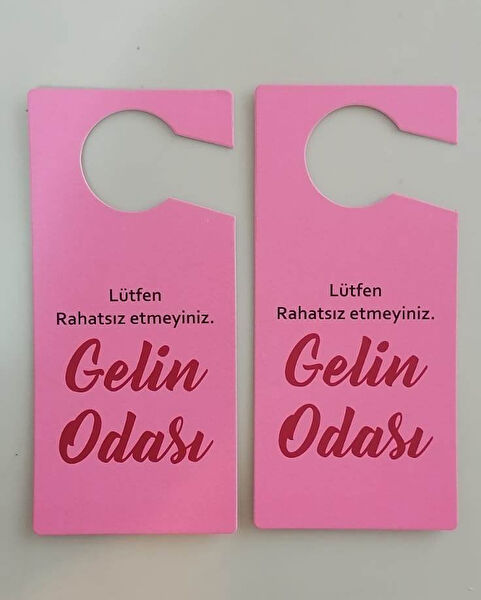 Lütfen
Rahatsız etmeyiniz.
Gelin
Odası
Lütfen
Rahatsız etmeyiniz.
Gelin
Odası